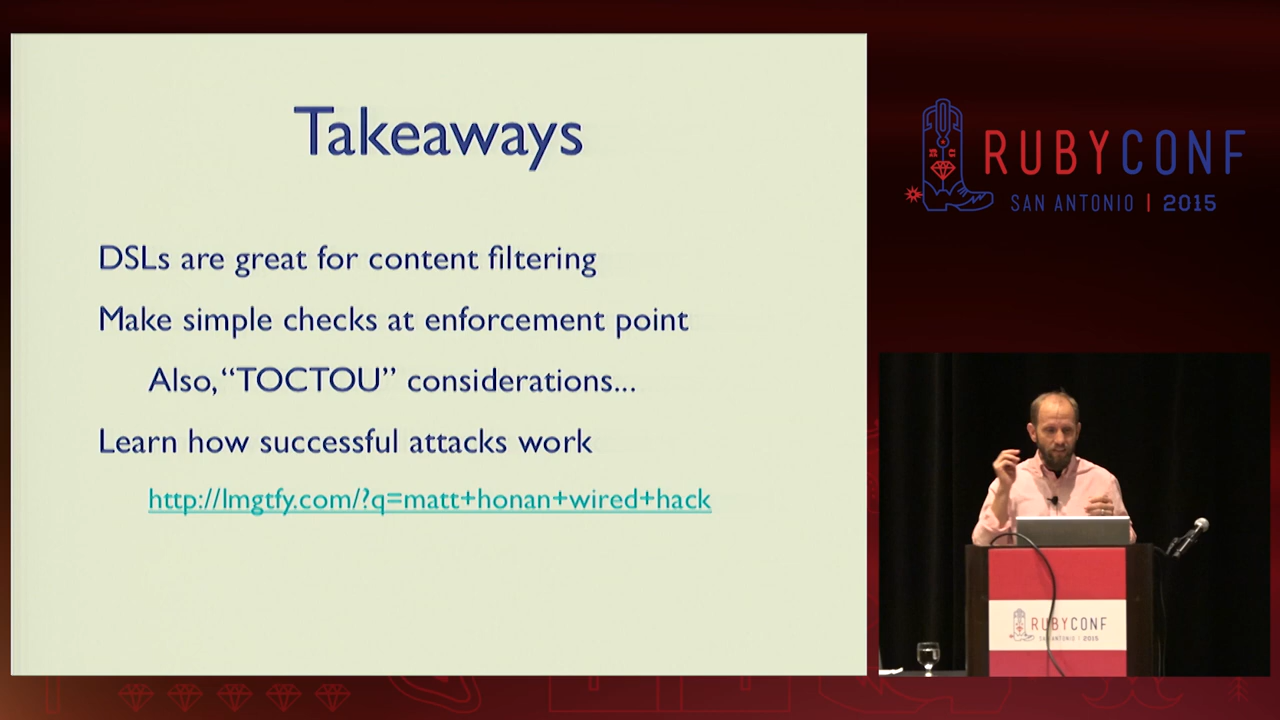 Takeaways
DSLs are great for content filtering
Make simple checks at enforcement point
Also, “TOCTOU” considerations...
Learn how successful attacks work
http://lmgtfy.com/?q=matt+honan+wired+hack
RUBYCONF
SAN ANTONIO | 2015
RUBYCONF
SAN ANTONIO | 2015